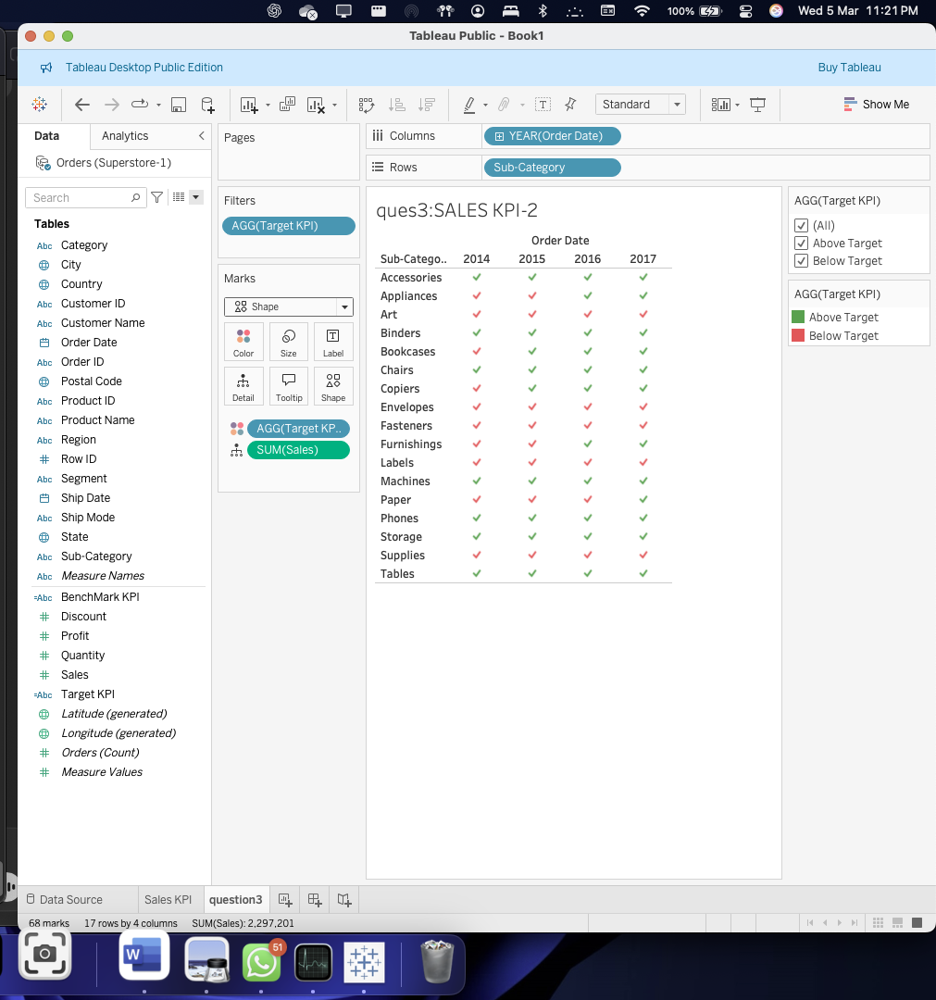 100%
Wed 5 Mar 11:21 PM
Tableau Public - Book1
Tableau Desktop Public Edition
Buy Tableau
Standard
Show Me
Data
Analytics
Orders (Superstore-1)
Search
Tables
Abc Category
City
Country
Abc Customer ID
Abc Customer Name
Order Date
Abc Order ID
Postal Code
Abc Product ID
Abc Product Name
Abc Region
Row ID
Abc Segment
Ship Date
Abc Ship Mode
State
Abc Sub-Category
Abc Measure Names
=Abc BenchMark KPI
Discount
Profit
Quantity
Sales
=Abc Target KPI
Latitude (generated)
Longitude (generated)
Orders (Count)
Measure Values
Pages
Filters
AGG(Target KPI)
Marks
Shape
Color
Size
Label
Detail
Tooltip
Shape
AGG(Target KP..
SUM(Sales)
Columns
YEAR(Order Date)
Rows
Sub-Category
ques3:SALES KPI-2
Order Date
Sub-Catego.. 2014 2015 2016 2017
Accessories
Appliances
Art
Binders
Bookcases
Chairs
Copiers
Envelopes
Fasteners
Furnishings
Labels
Machines
Paper
Phones
Storage
Supplies
Tables
AGG(Target KPI)
(All)
Above Target
Below Target
AGG(Target KPI)
Above Target
Below Target
Data Source
Sales KPI
question3
68 marks
17 rows by 4 columns
SUM(Sales): 2,297,201
W
51